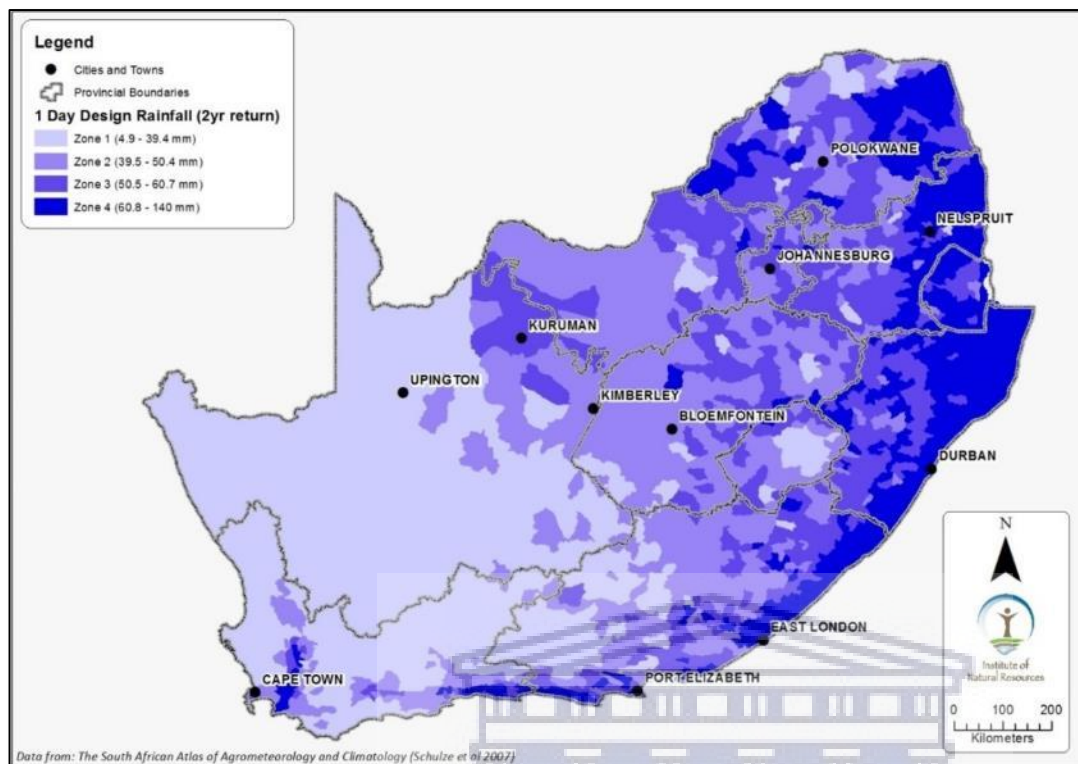 Legend
Cities and Towns
Provincial Boundaries
1 Day Design Rainfall (2yr return)
Zone 1 (4.9 - 39.4 mm)
Zone 2 (39.5 - 50.4 mm)
Zone 3 (50.5 - 60.7 mm)
Zone 4 (60.8 - 140 mm)
POLOKWANE
NELSPRUIT
JOHANNESBURG
KURUMAN
UPINGTON
KIMBERLEY
BLOEMFONTEIN
DURBAN
EAST LONDON
PORT ELIZABETH
CAPE TOWN
N
Institute of
Natural Resources
0 50 100 200
Kilometers
Data from: The South African Atlas of Agrometeorology and Climatology (Schulze et al 2007)